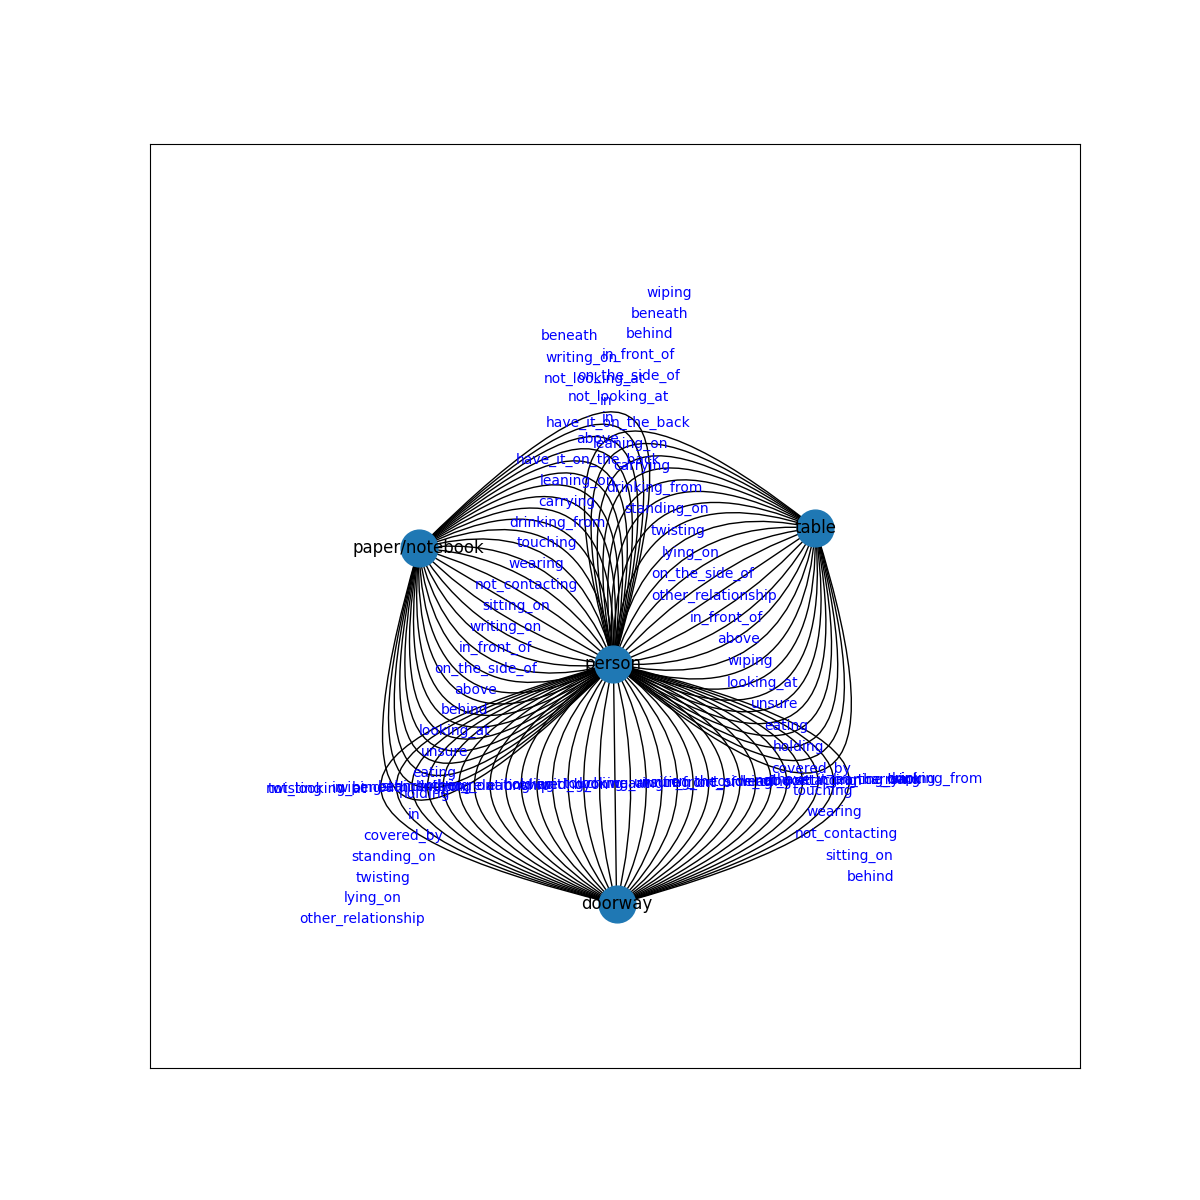 wiping
beneath
behind
beneath
in_front_of
writing_on
on_the_side_of
not_looking_at
not_looking_at
in
in
have_it_on_the_back
above
leaning_on
have_it_on_the_back
carrying
leaning_on
drinking_from
carrying
standing_on
drinking_from
table
twisting
touching
paper/notebook
lying_on
wearing
on_the_side_of
not_contacting
other_relationship
sitting_on
in_front_of
writing_on
above
in_front_of
wiping
person
on_the_side_of
looking_at
above
unsure
behind
eating
looking_at
holding
unsure
covered_by
eating
touching
holding
wearing
in
not_contacting
covered_by
sitting_on
standing_on
behind
twisting
lying_on
doorway
other_relationship